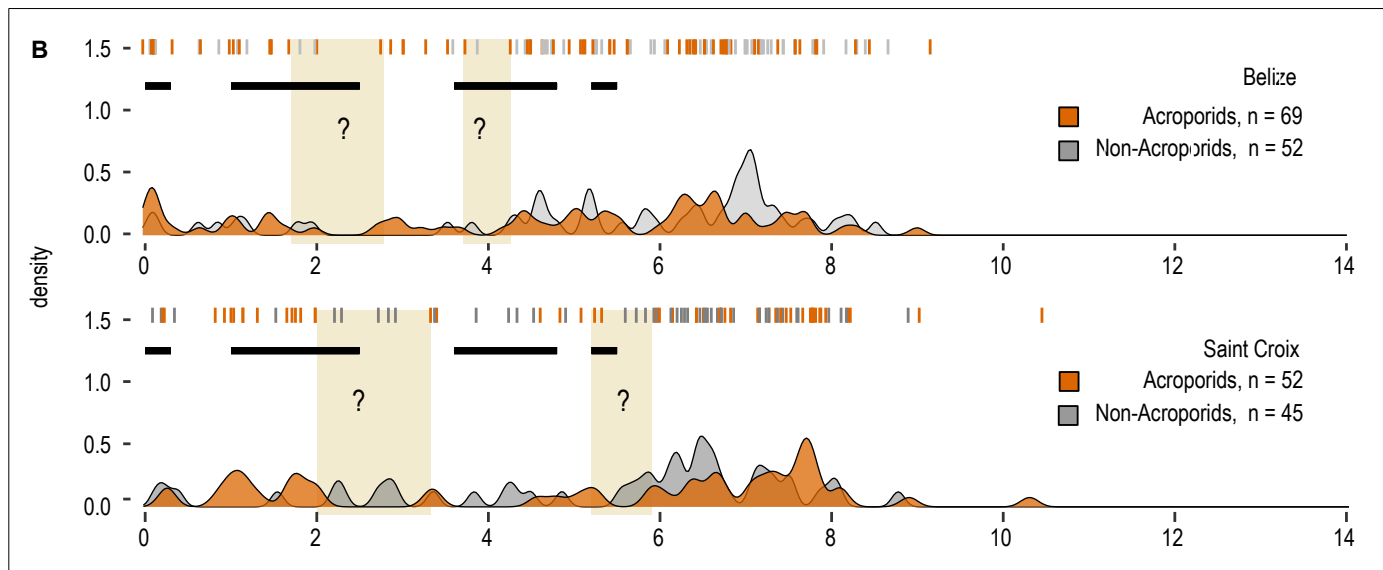 B
1.5
Belize
1.0
Acroporids, n = 69
? ?
Non-Acroporids, n = 52
0.5
0.0
0 2 4 6 8 10 12 14
density
1.5
Saint Croix
1.0
Acroporids, n = 52
? ?
Non-Acroporids, n = 45
0.5
0.0
0 2 4 6 8 10 12 14